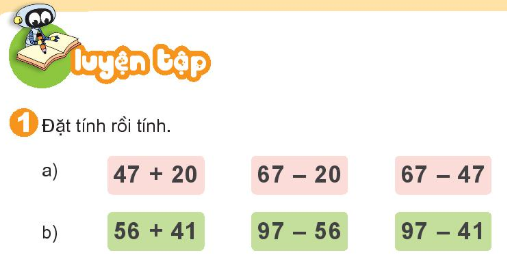 luyện tập
1 Đặt tính rồi tính.
a) 47 + 20 67 – 20 67 – 47
b) 56 + 41 97 – 56 97 – 41